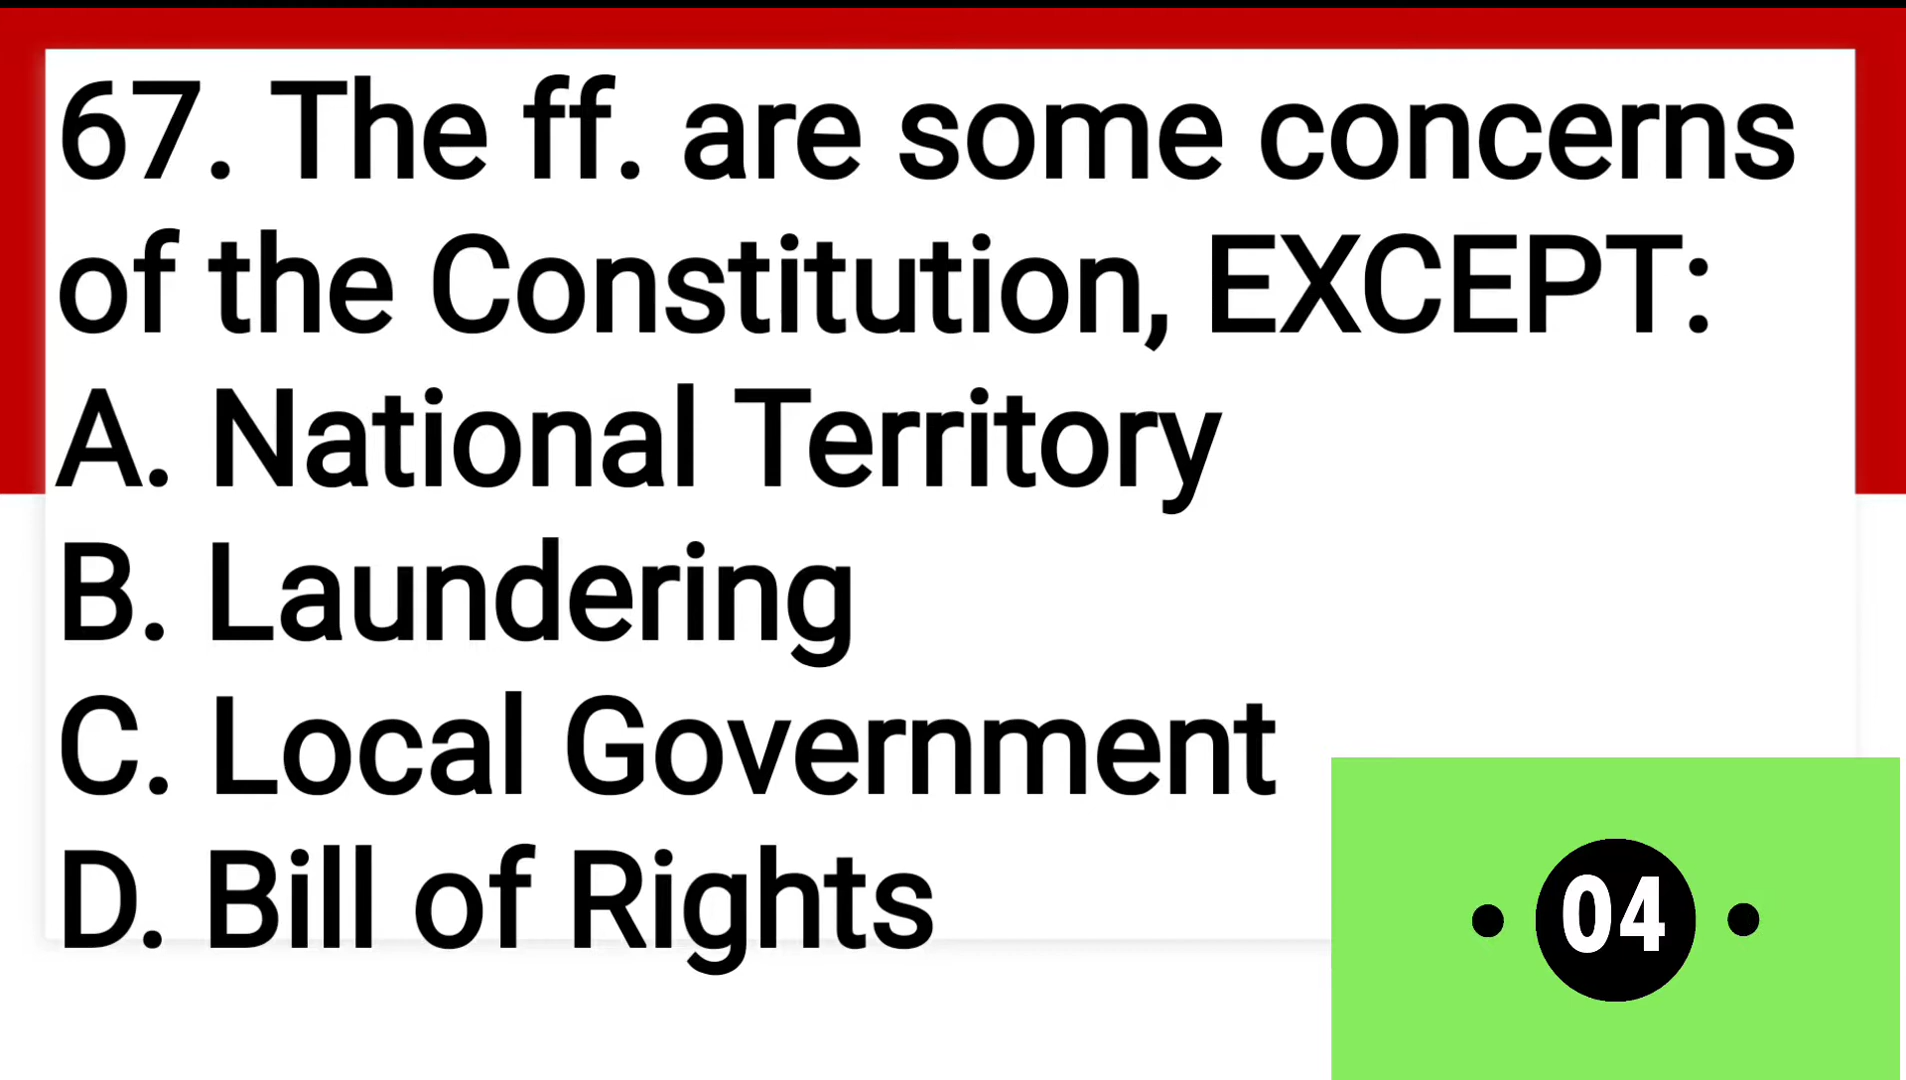 67. The ff. are some concerns
of the Constitution, EXCEPT:
A. National Territory
B. Laundering
C. Local Government
D. Bill of Rights
04